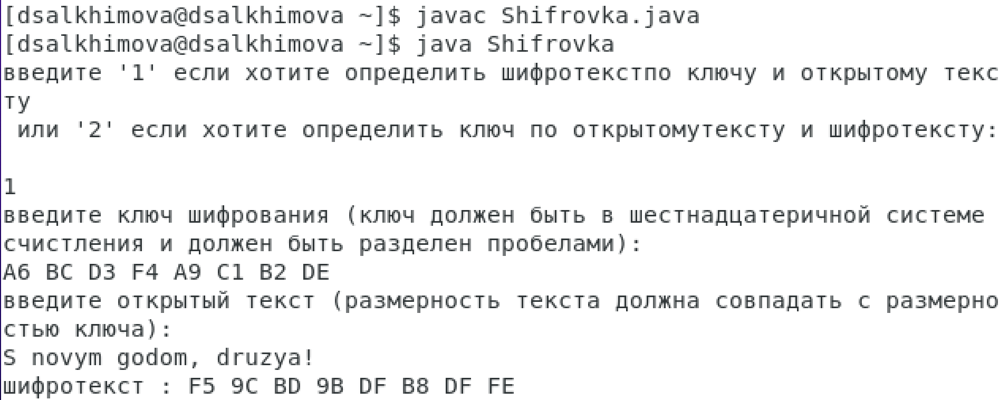 [dsalkhimova@dsalkhimova ~]$ javac Shifrovka.java
[dsalkhimova@dsalkhimova ~]$ java Shifrovka
введите '1' если хотите определить шифротекстпо ключу и открытому текс
ту
 или '2' если хотите определить ключ по открытомутексту и шифротексту:
1
введите ключ шифрования (ключ должен быть в шестнадцатеричной системе
счистления и должен быть разделен пробелами):
A6 BC D3 F4 A9 C1 B2 DE
введите открытый текст (размерность текста должна совпадать с размерно
стью ключа):
S novym godom, druzya!
шифротекст : F5 9C BD 9B DF B8 DF FE